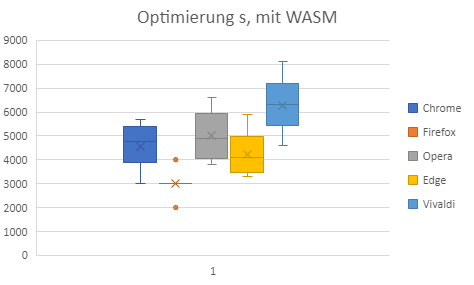 Optimierung s, mit WASM
9000
8000
7000
6000
5000
4000
3000
2000
1000
0
1
Chrome
Firefox
Opera
Edge
Vivaldi